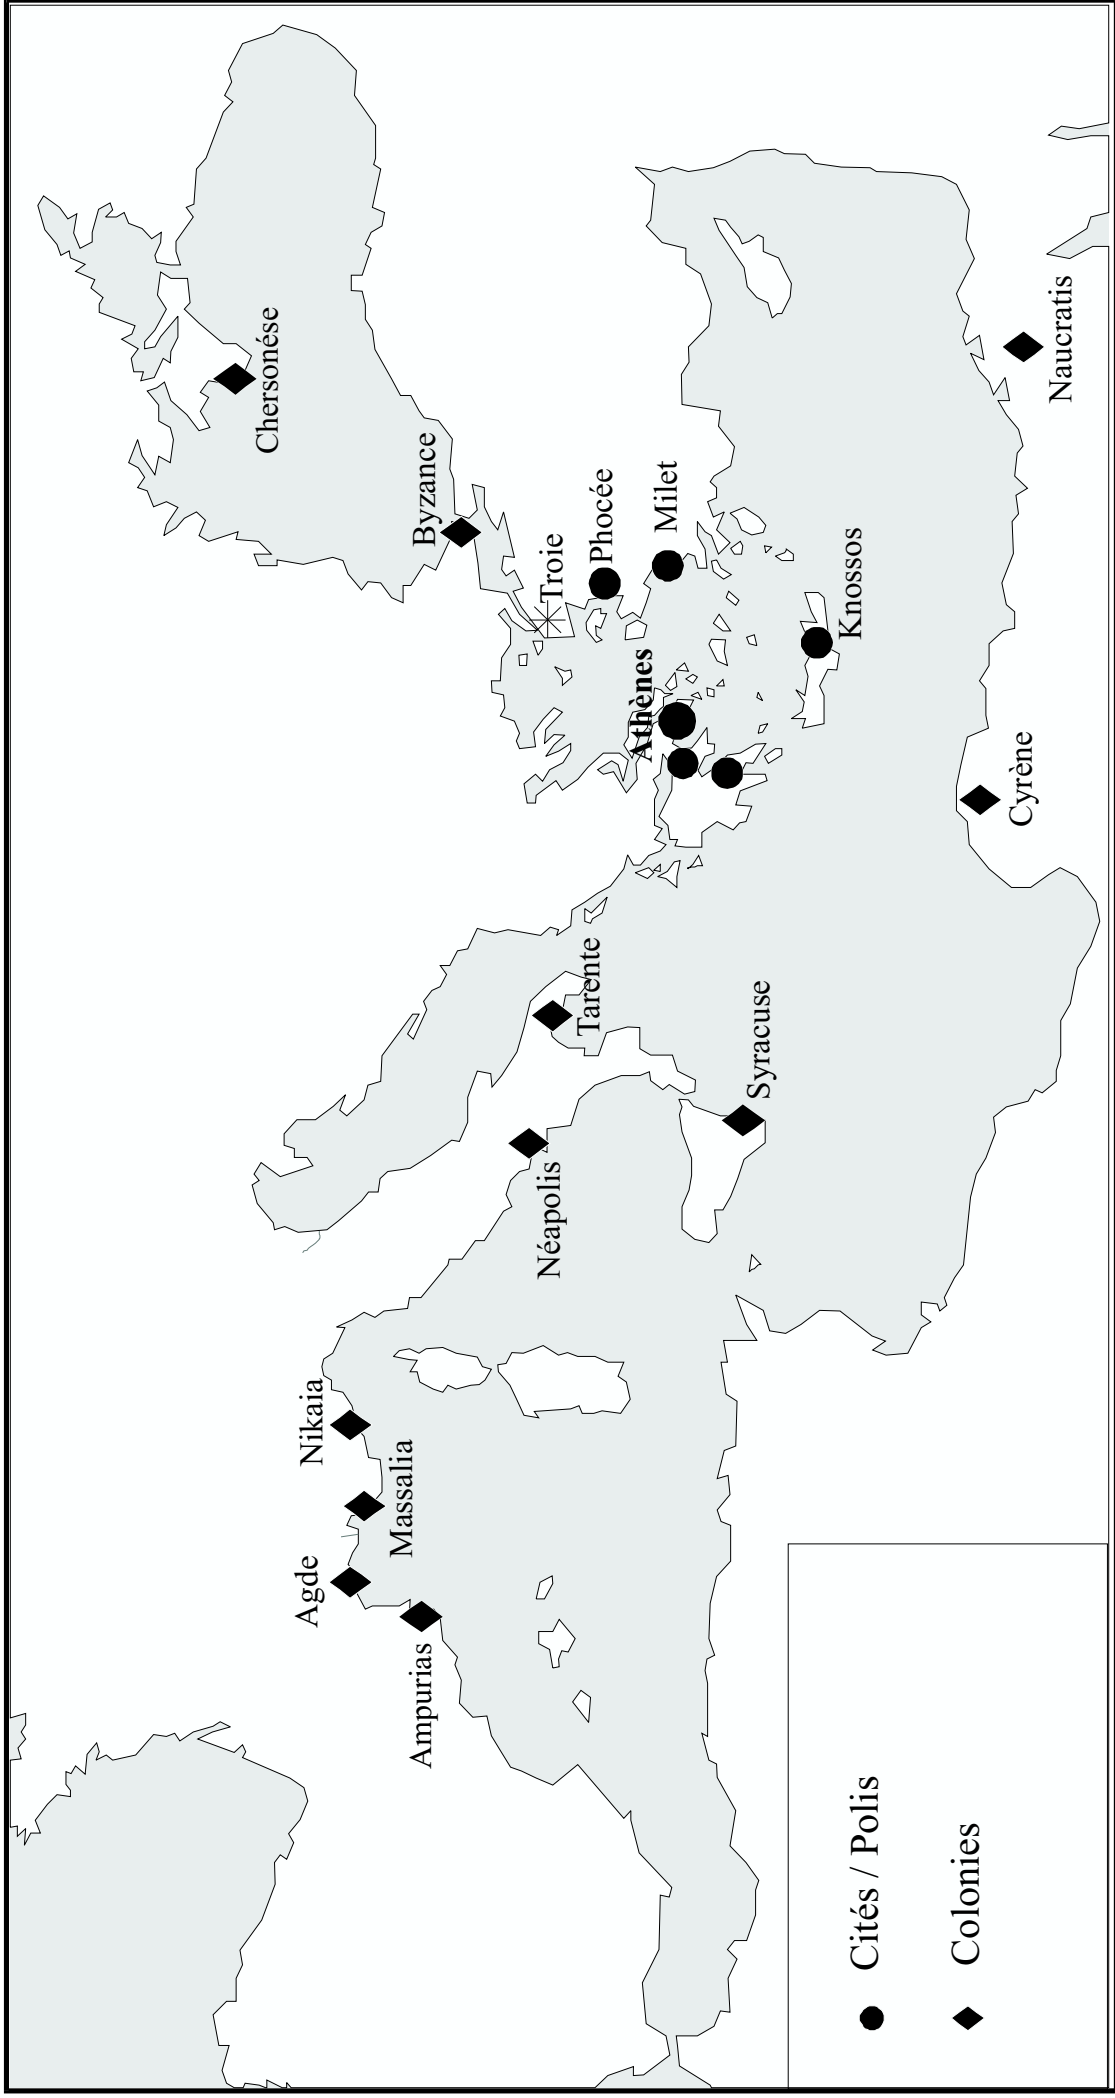 Chersonése
Byzance
Troie
Phocée
Milet
Athènes
Knossos
Naucratis
Cyrène
Tarente
Syracuse
Néapolis
Nikaia
Massalia
Agde
Ampurias
Cités / Polis
Colonies